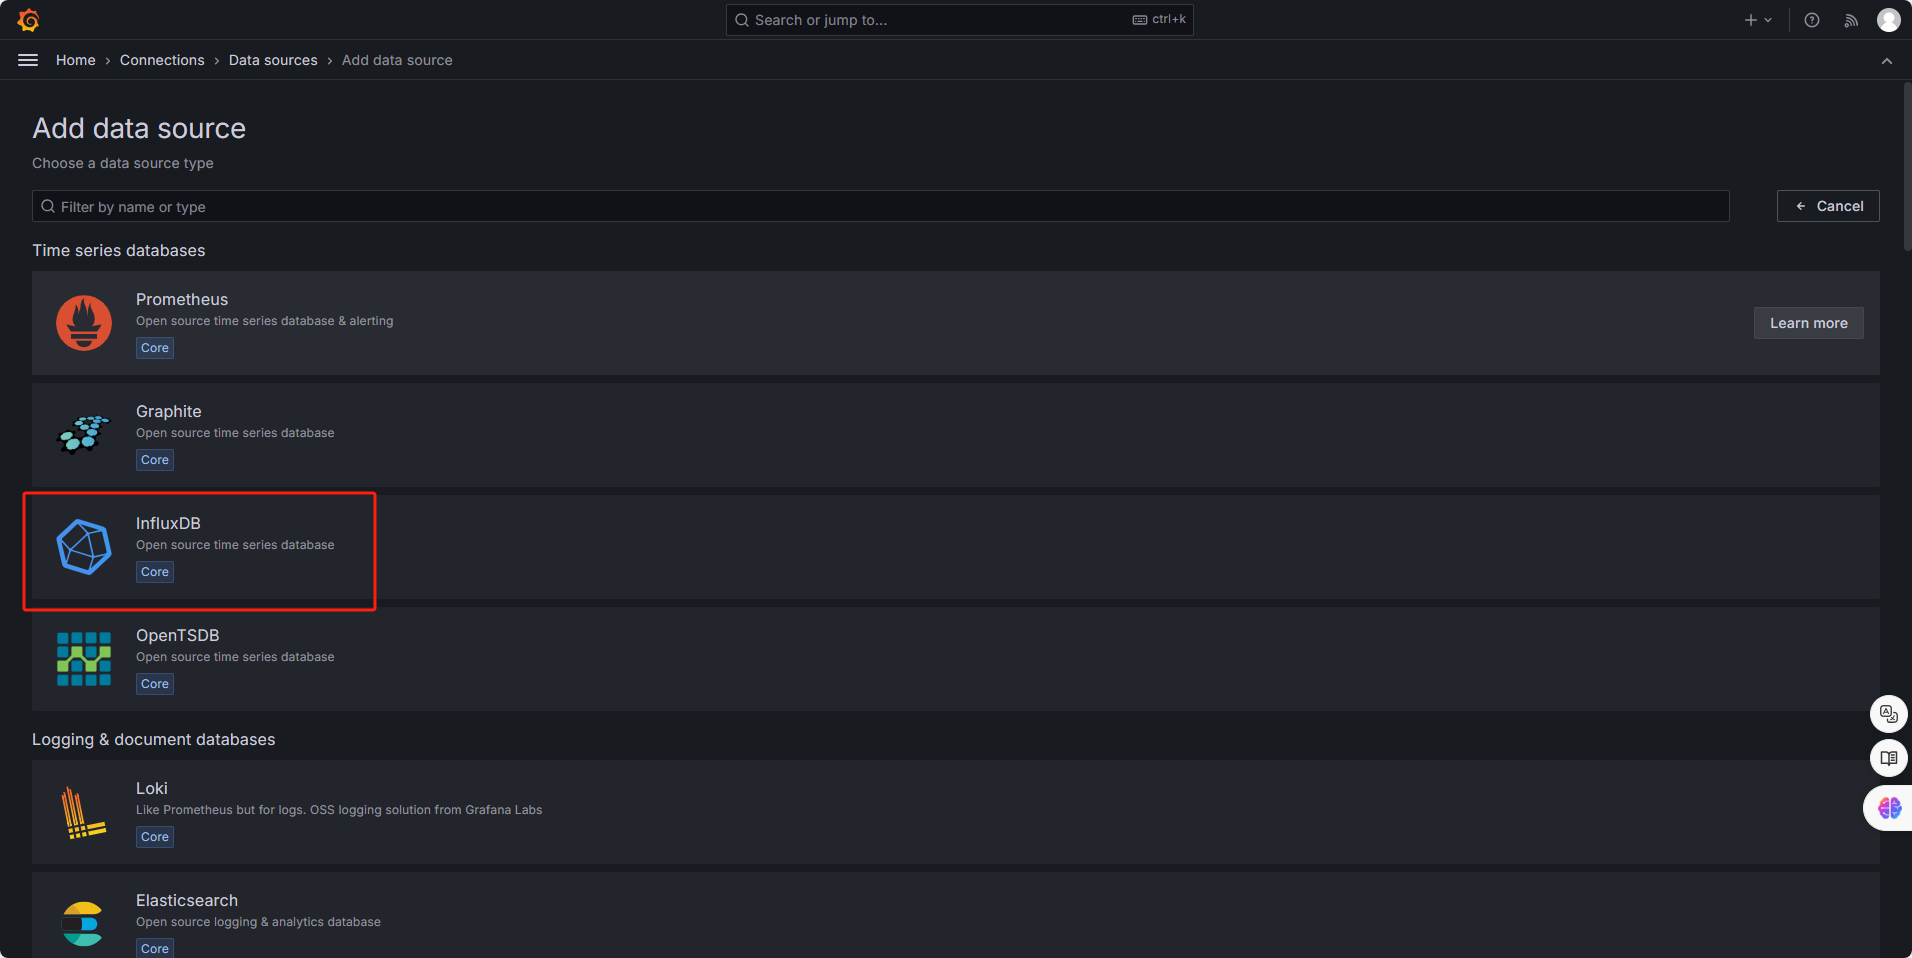 Search or jump to...
ctrl+k
Home › Connections › Data sources › Add data source
Add data source
Choose a data source type
Filter by name or type
Cancel
Time series databases
Prometheus
Open source time series database & alerting
Core
Learn more
Graphite
Open source time series database
Core
InfluxDB
Open source time series database
Core
OpenTSDB
Open source time series database
Core
Logging & document databases
Loki
Like Prometheus but for logs. OSS logging solution from Grafana Labs
Core
Elasticsearch
Open source logging & analytics database
Core